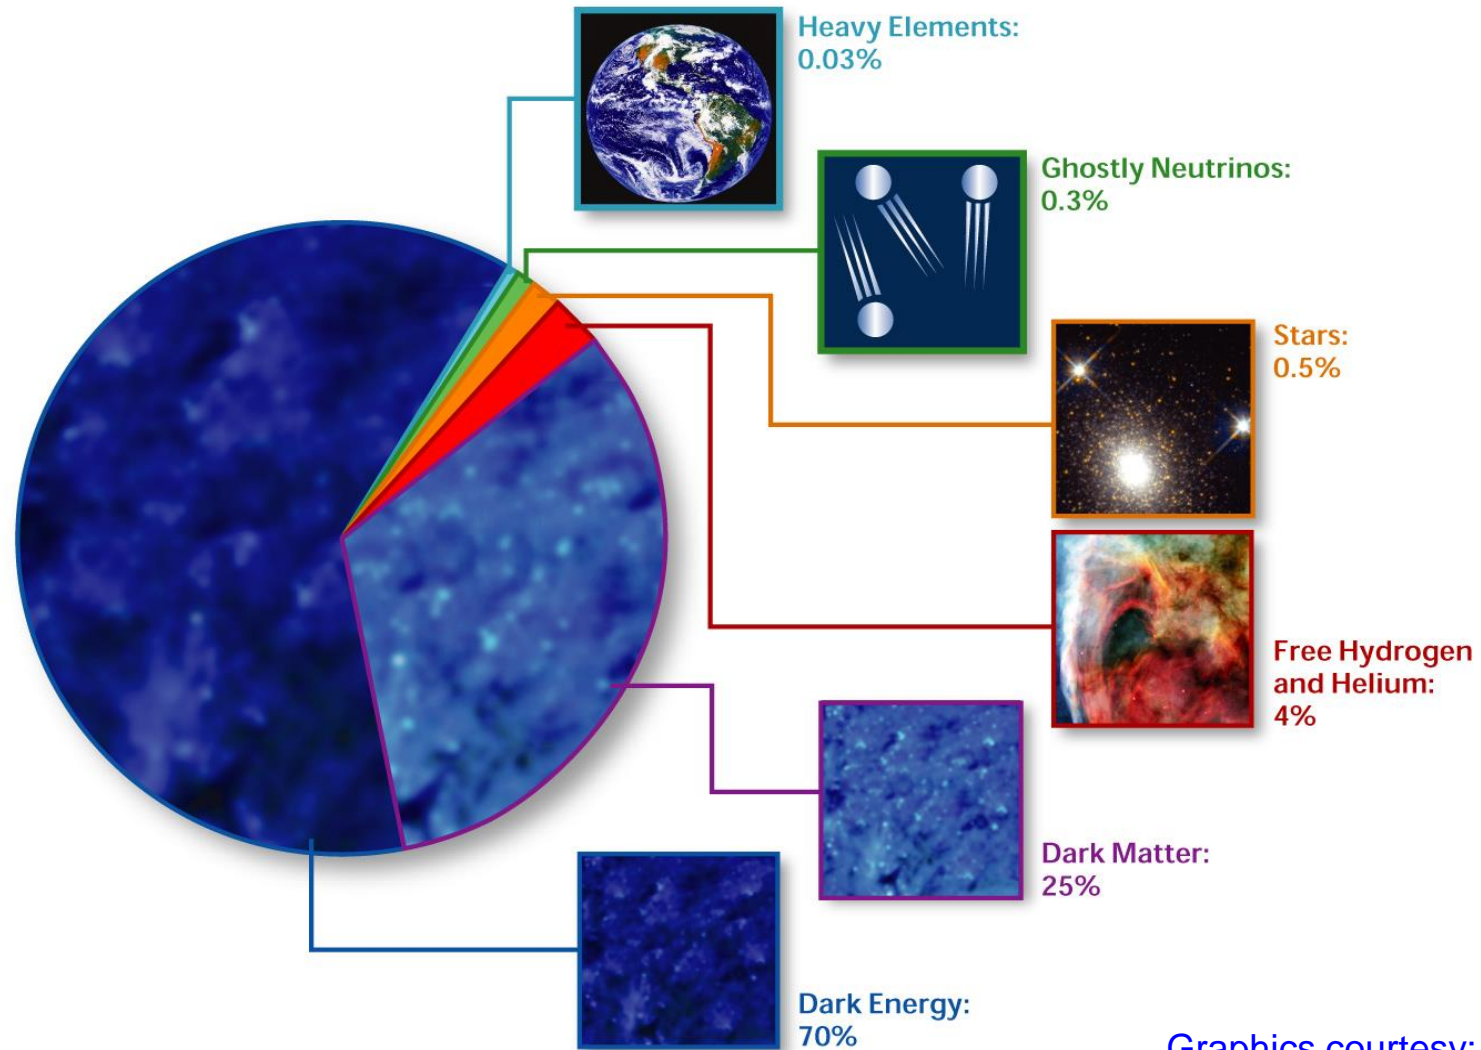 Heavy Elements:
0.03%
Ghostly Neutrinos:
0.3%
Stars:
0.5%
Free Hydrogen
and Helium:
4%
Dark Matter:
25%
Dark Energy:
70%
Graphics courtesy: